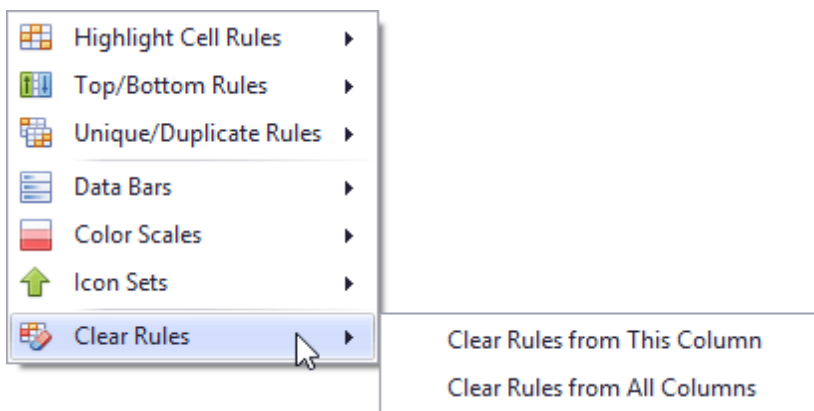 Highlight Cell Rules
Top/Bottom Rules
Unique/Duplicate Rules
Data Bars
Color Scales
Icon Sets
Clear Rules
Clear Rules from This Column
Clear Rules from All Columns